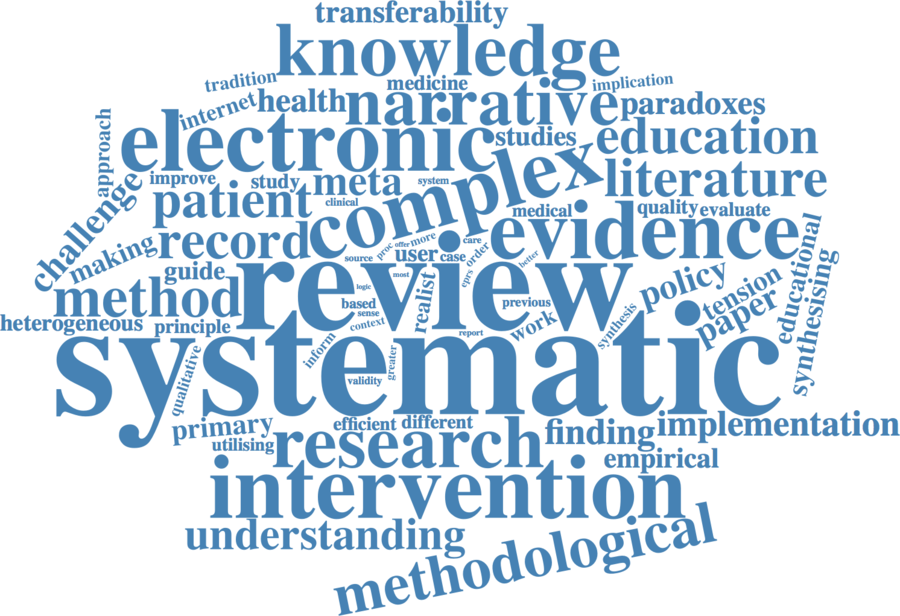 transferability
knowledge
tradition
medicine
implication
internet
health
narrative
paradoxes
approach
electronic
studies
education
improve
study
meta
system
complex
literature
challenge
patient
clinical
medical
quality
evaluate
making
record
source
proc
offer
more
user
case
care
order
eprs
better
evidence
educational
guide
review
most
logic
realist
policy
tension
synthesising
method
based
sense
context
previous
work
paper
heterogeneous
principle
report
synthesis
systematic
inform
greater
validity
qualitative
primary
efficient
different
utilising
research
finding
implementation
empirical
intervention
understanding
methodological